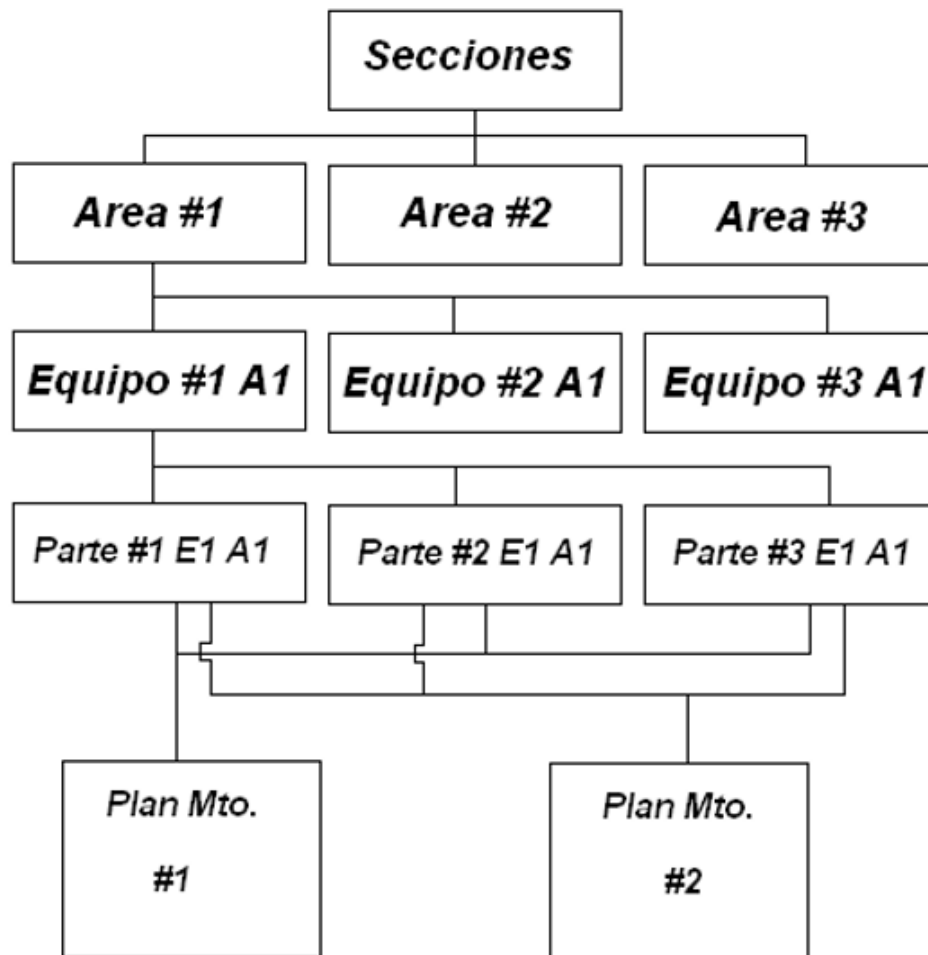 Secciones
Area #1
Area #2
Area #3
Equipo #1 A1
Equipo #2 A1
Equipo #3 A1
Parte #1 E1 A1
Parte #2 E1 A1
Parte #3 E1 A1
Plan Mto.
#1
Plan Mto.
#2